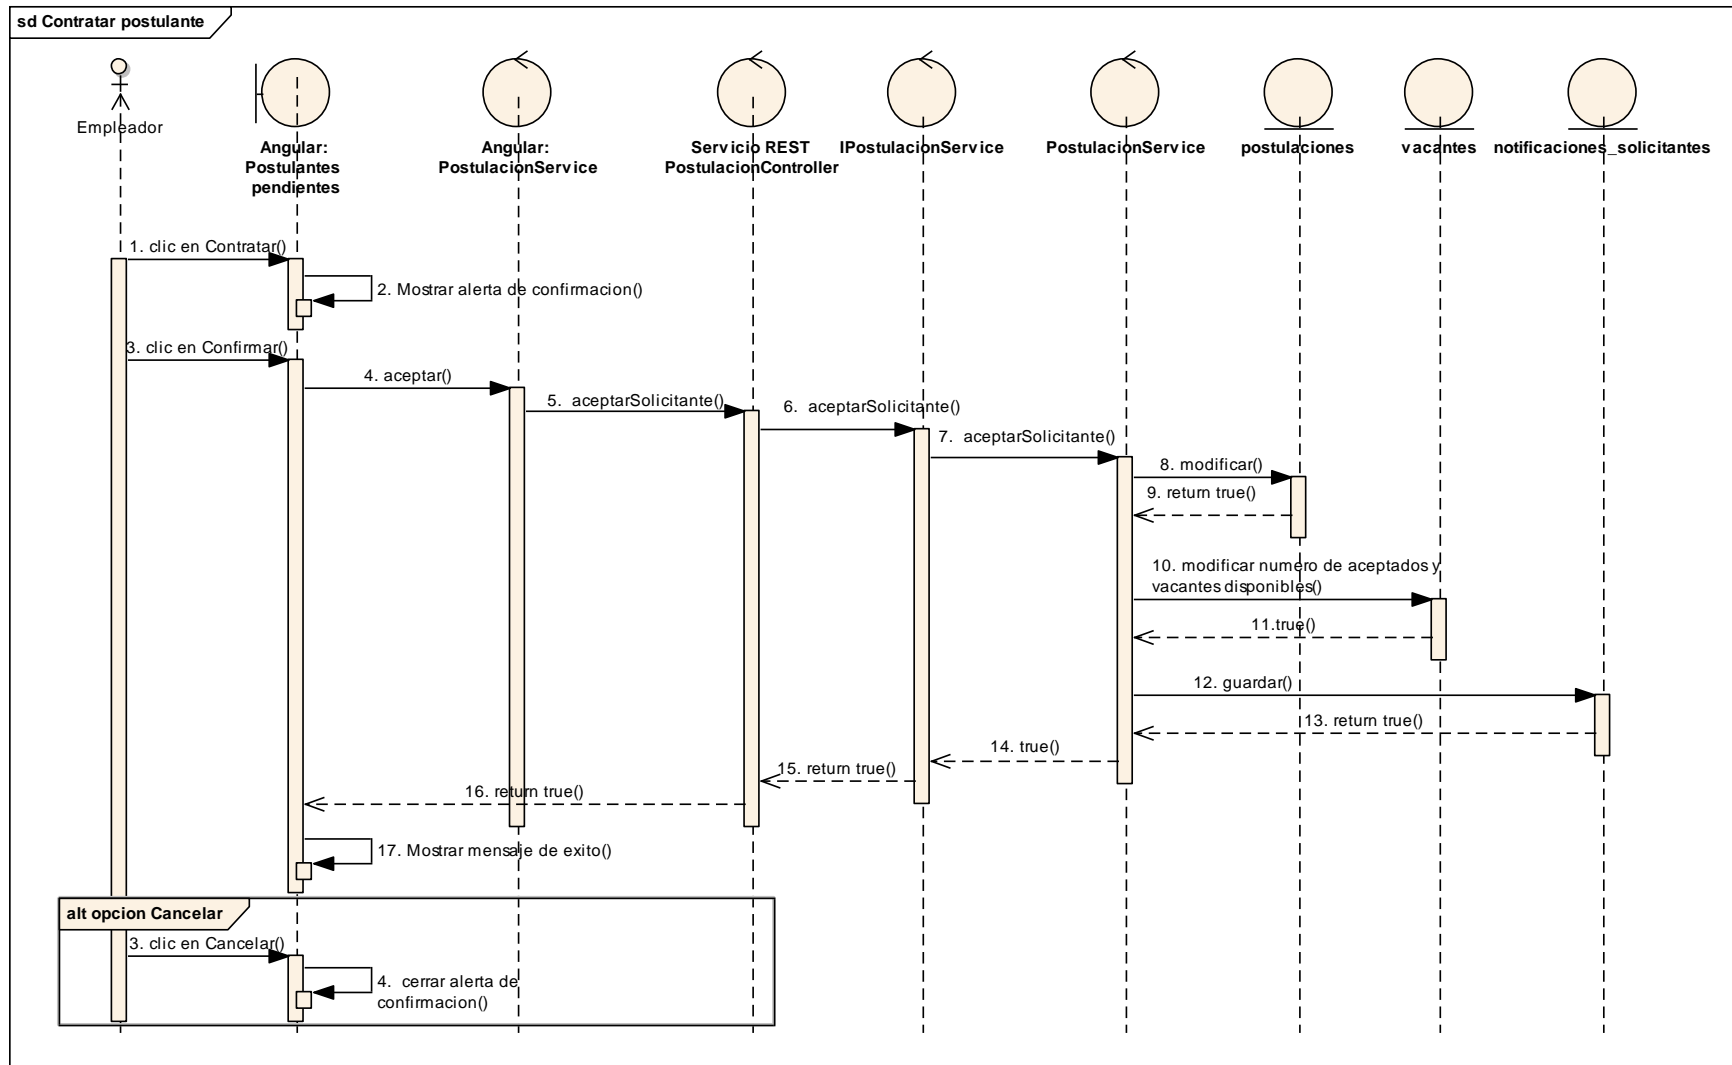 sd Contratar postulante
Empleador
Angular:
Postulantes
pendientes
Angular:
PostulacionService
Servicio REST
PostulacionController
IPostulacionService
PostulacionService
postulaciones
vacantes
notificaciones_solicitantes
1. clic en Contratar()
2. Mostrar alerta de confirmacion()
3. clic en Confirmar()
4. aceptar()
5. aceptarSolicitante()
6. aceptarSolicitante()
7. aceptarSolicitante()
8. modificar()
9. return true()
10. modificar numero de aceptados y
vacantes disponibles()
11.true()
12. guardar()
13. return true()
14. true()
15. return true()
16. return true()
17. Mostrar mensaje de exito()
alt opcion Cancelar
3. clic en Cancelar()
4. cerrar alerta de
confirmacion()